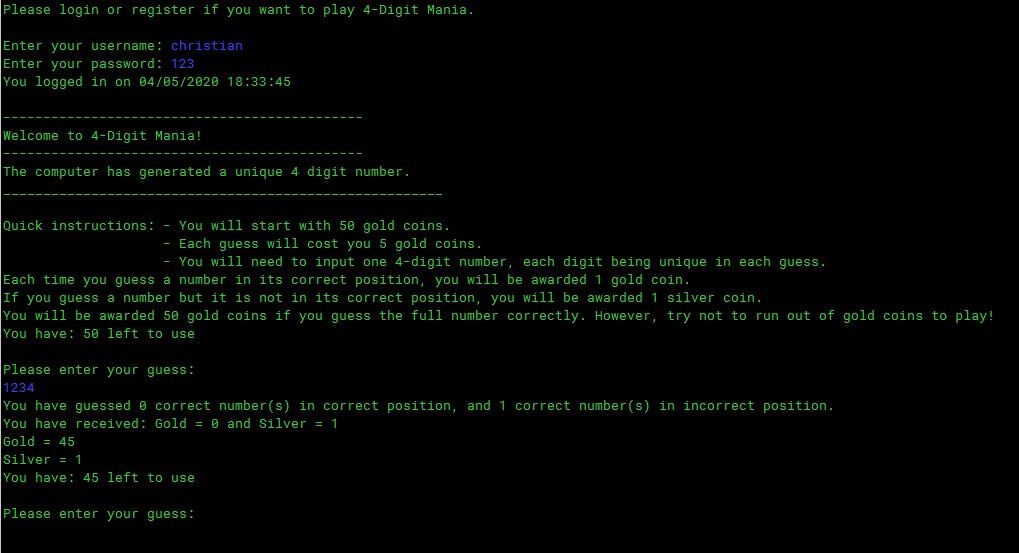 Please login or register if you want to play 4-Digit Mania.
Enter your username: christian
Enter your password: 123
You logged in on 04/05/2020 18:33:45
---------------------------------------------
Welcome to 4-Digit Mania!
---------------------------------------------
The computer has generated a unique 4 digit number.
-------------------------------------------------------
Quick instructions: - You will start with 50 gold coins.
- Each guess will cost you 5 gold coins.
- You will need to input one 4-digit number, each digit being unique in each guess.
Each time you guess a number in its correct position, you will be awarded 1 gold coin.
If you guess a number but it is not in its correct position, you will be awarded 1 silver coin.
You will be awarded 50 gold coins if you guess the full number correctly. However, try not to run out of gold coins to play!
You have: 50 left to use
Please enter your guess:
1234
You have guessed 0 correct number(s) in correct position, and 1 correct number(s) in incorrect position.
You have received: Gold = 0 and Silver = 1
Gold = 45
Silver = 1
You have: 45 left to use
Please enter your guess: